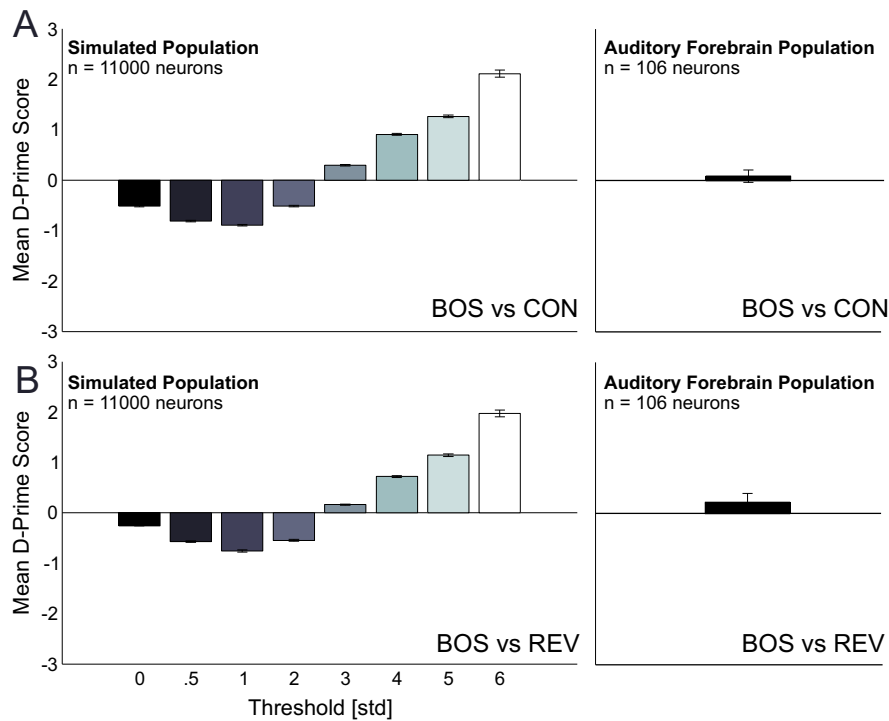 A
Simulated Population
n = 11000 neurons
Mean D-Prime Score
3
2
1
0
-1
-2
-3
BOS vs CON
Auditory Forebrain Population
n = 106 neurons
BOS vs CON
B
Simulated Population
n = 11000 neurons
Mean D-Prime Score
3
2
1
0
-1
-2
-3
BOS vs REV
Auditory Forebrain Population
n = 106 neurons
BOS vs REV
0 .5 1 2 3 4 5 6
Threshold [std]